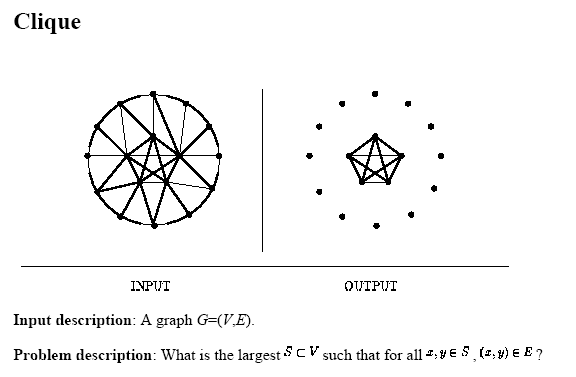 Clique
INPUT OUTPUT
Input description: A graph G=(V,E).
Problem description: What is the largest S ⊂ V such that for all x, y ∈ S, (x, y) ∈ E?